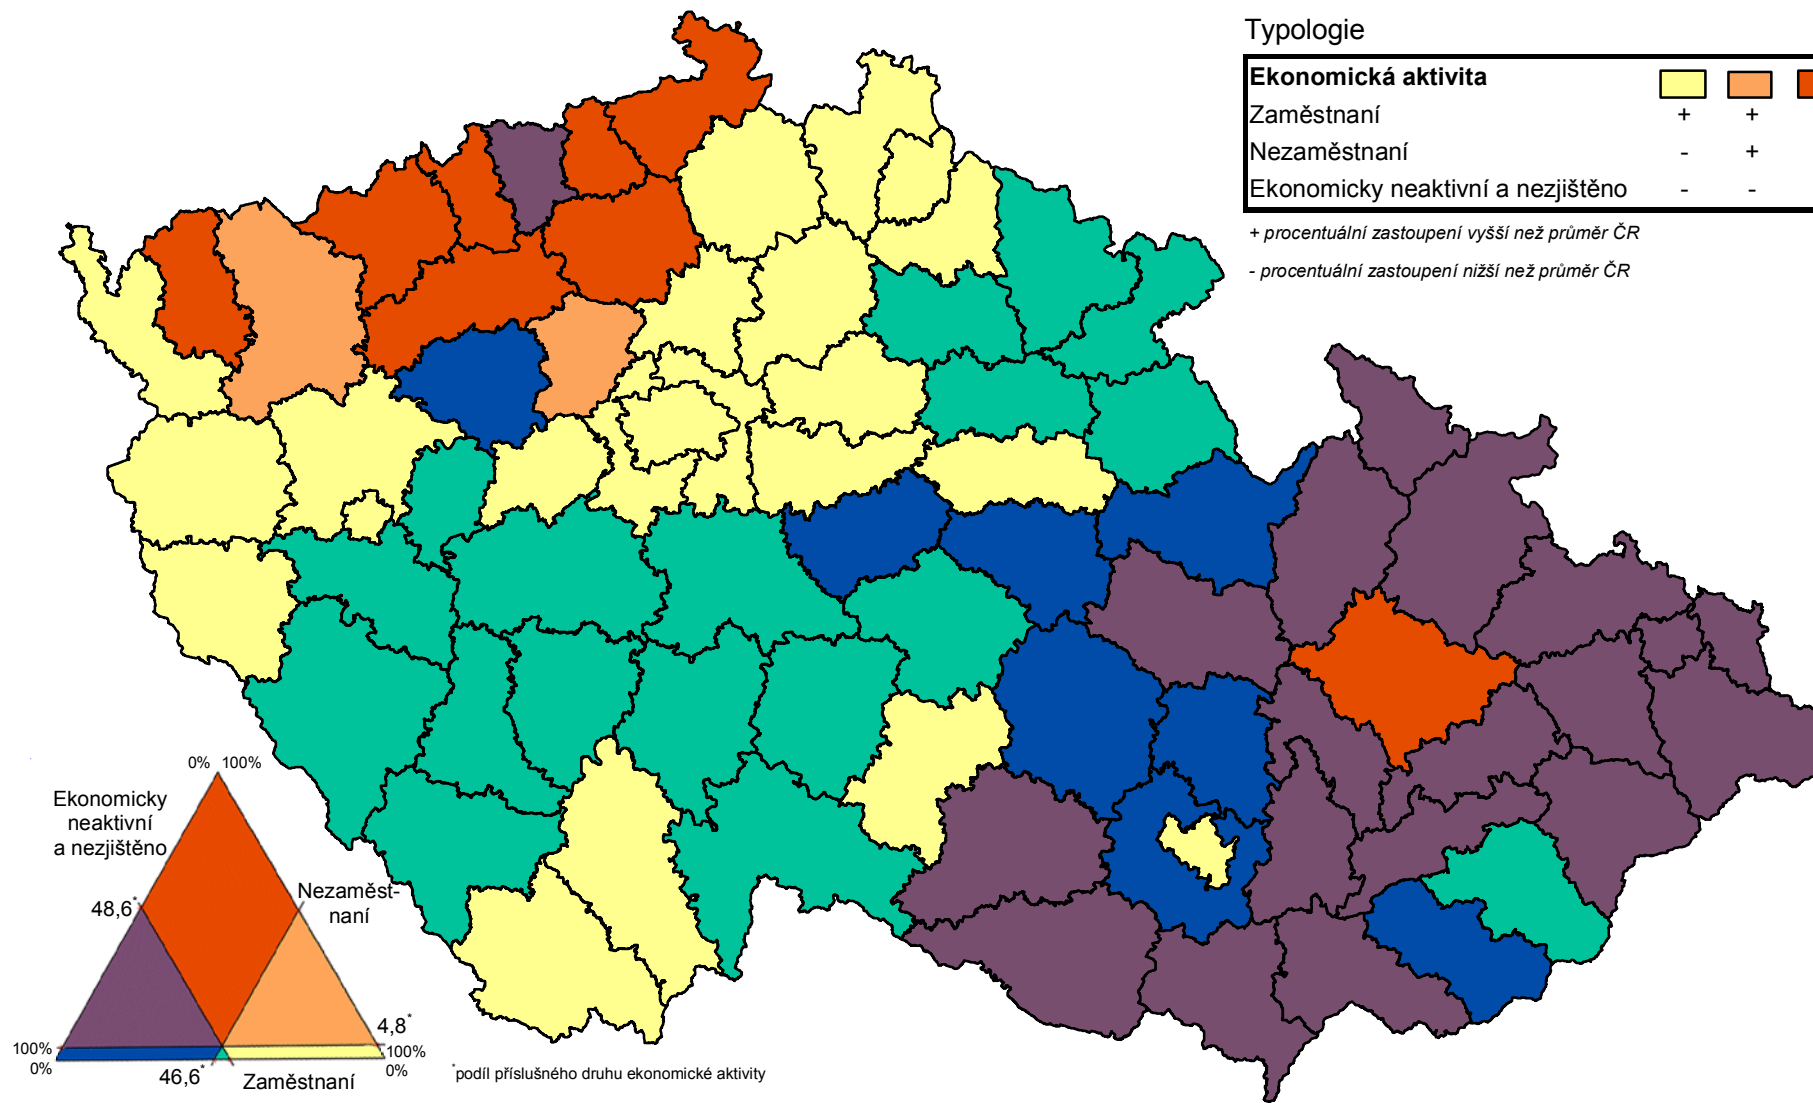 Typologie
Ekonomická aktivita
Zaměstnaní + +
Nezaměstnaní - +
Ekonomicky neaktivní a nezjištěno - -
+ procentuální zastoupení vyšší než průměr ČR
- procentuální zastoupení nižší než průměr ČR
0% 100%
Ekonomicky
neaktivní
a nezjištěno
Nezaměst-
naní
48,6*
4,8*
100%
0%
100%
0%
46,6*
Zaměstnaní
*podíl příslušného druhu ekonomické aktivity